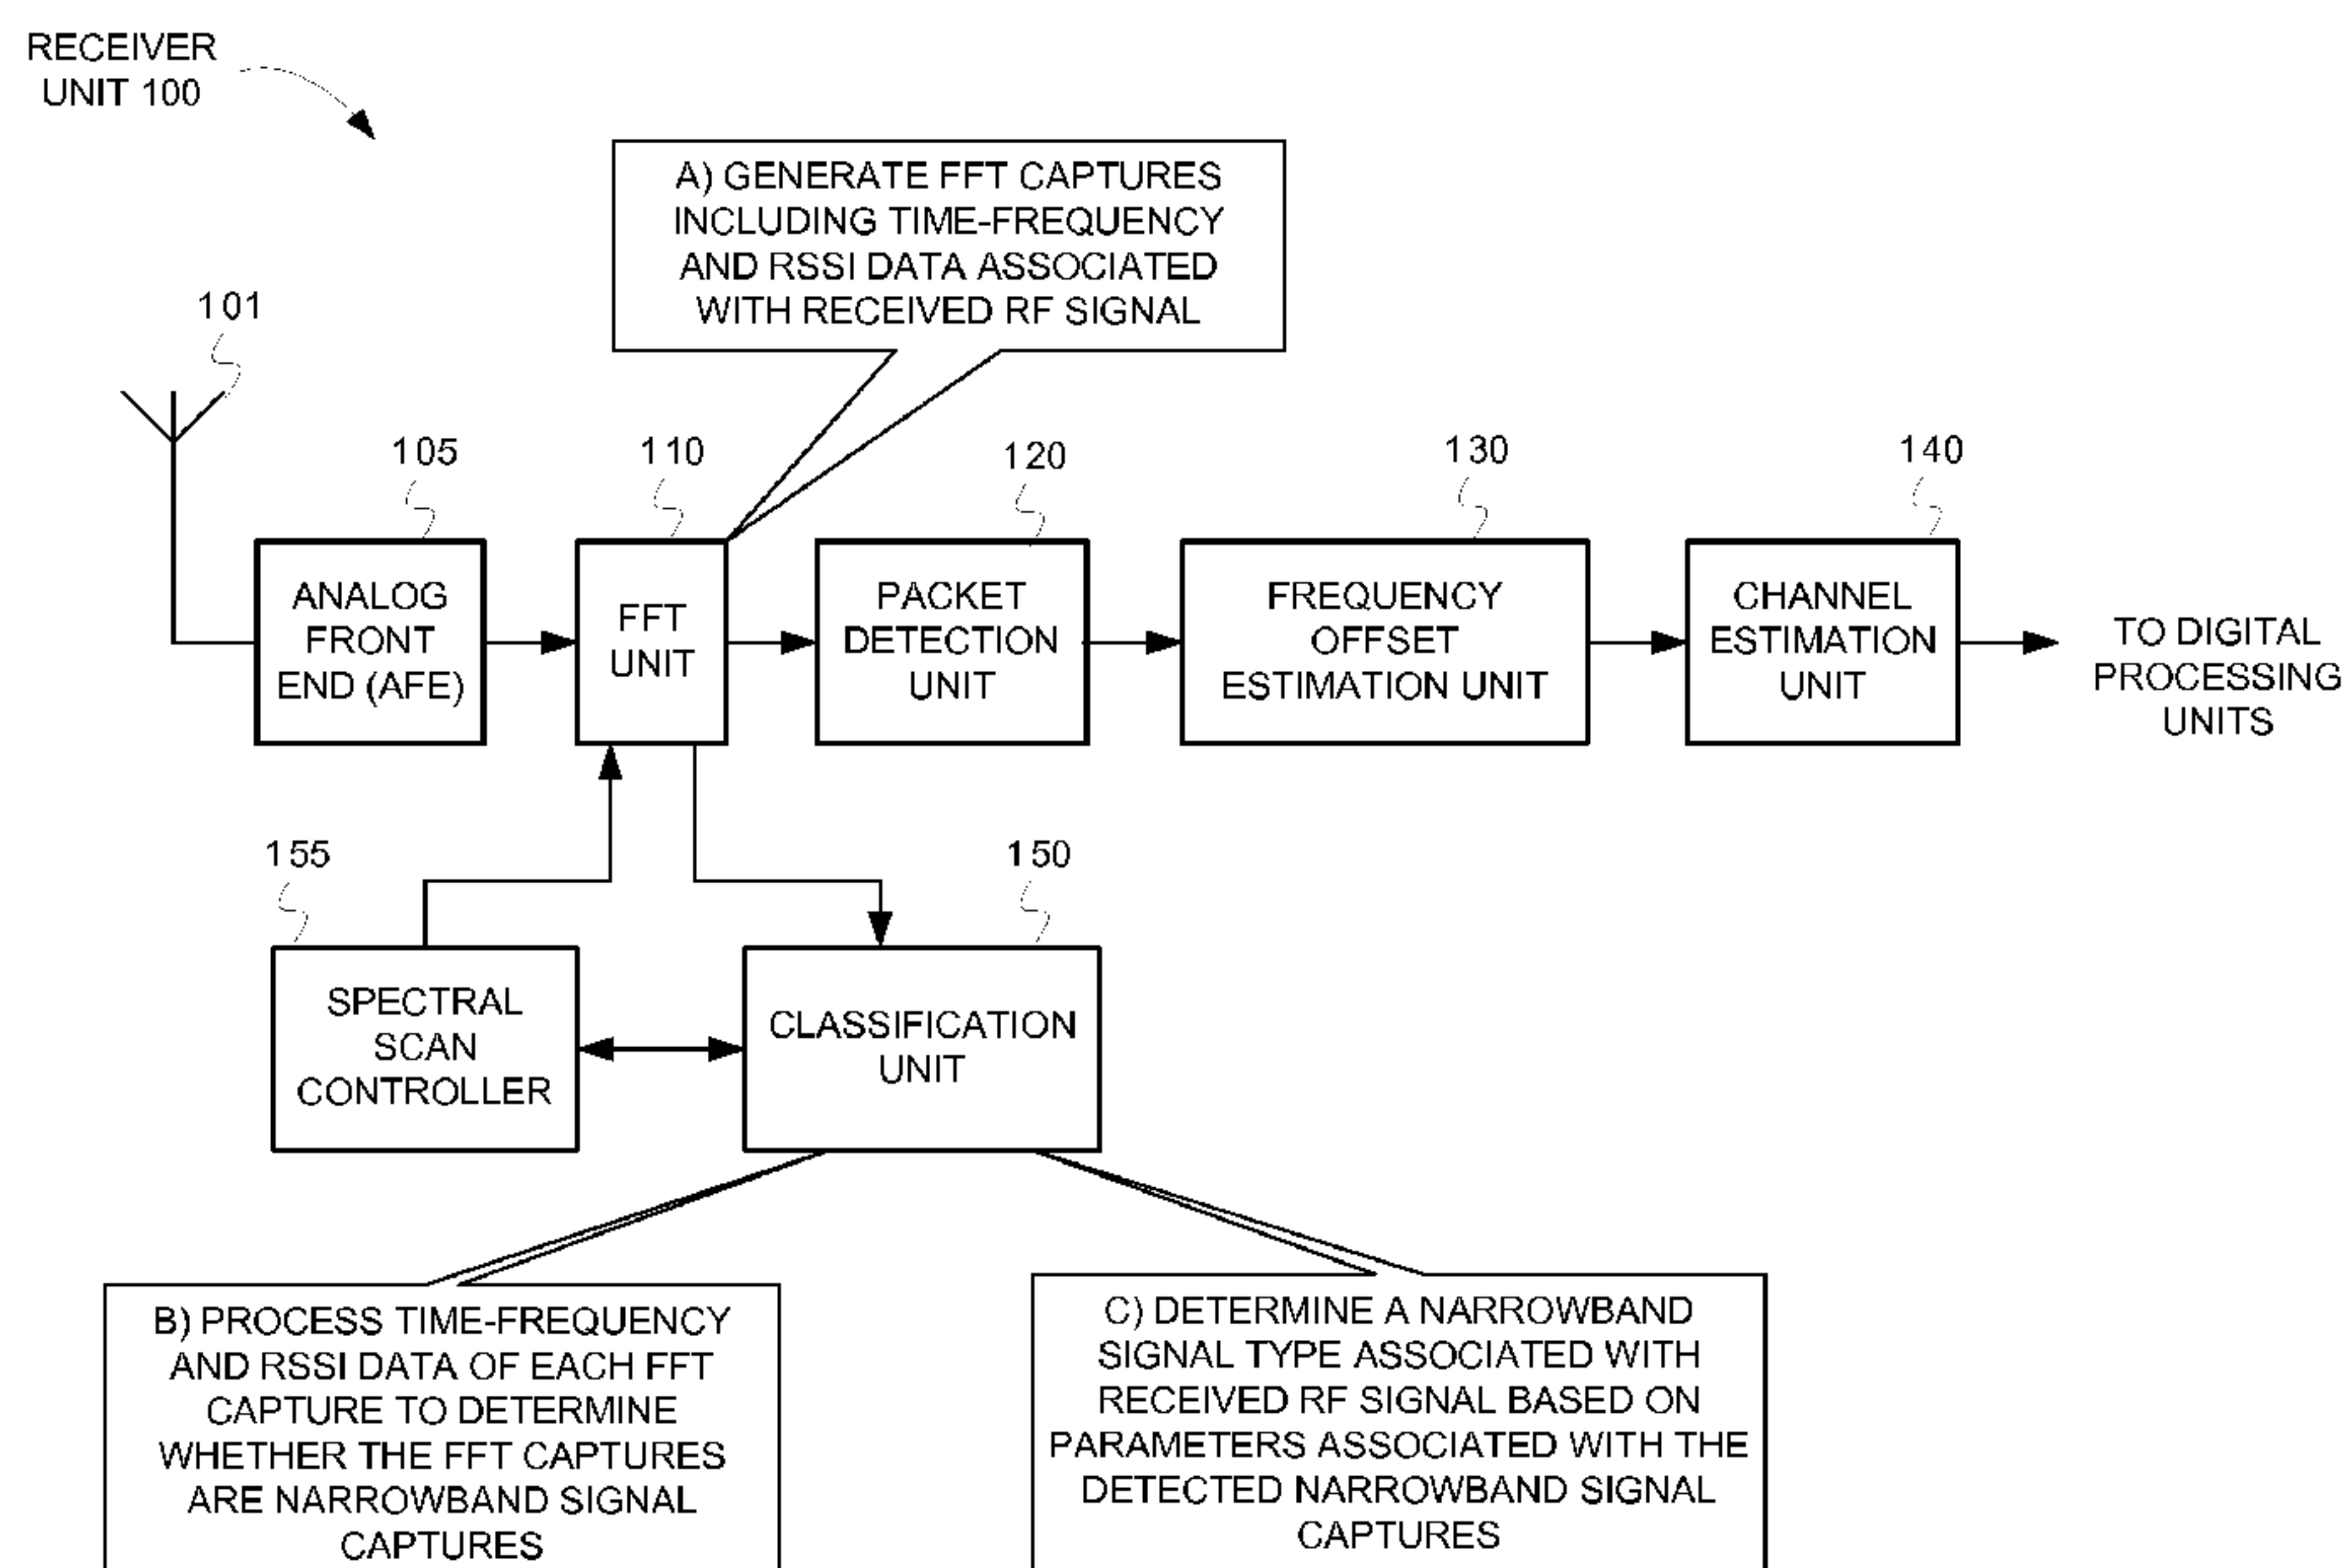 RECEIVER
UNIT 100
A) GENERATE FFT CAPTURES
INCLUDING TIME-FREQUENCY
AND RSSI DATA ASSOCIATED
WITH RECEIVED RF SIGNAL
101
105
110
120
130
140
ANALOG
FRONT
END (AFE)
FFT
UNIT
PACKET
DETECTION
UNIT
FREQUENCY
OFFSET
ESTIMATION UNIT
CHANNEL
ESTIMATION
UNIT
TO DIGITAL
PROCESSING
UNITS
155
150
SPECTRAL
SCAN
CONTROLLER
CLASSIFICATION
UNIT
B) PROCESS TIME-FREQUENCY
AND RSSI DATA OF EACH FFT
CAPTURE TO DETERMINE
WHETHER THE FFT CAPTURES
ARE NARROWBAND SIGNAL
CAPTURES
C) DETERMINE A NARROWBAND
SIGNAL TYPE ASSOCIATED WITH
RECEIVED RF SIGNAL BASED ON
PARAMETERS ASSOCIATED WITH THE
DETECTED NARROWBAND SIGNAL
CAPTURES